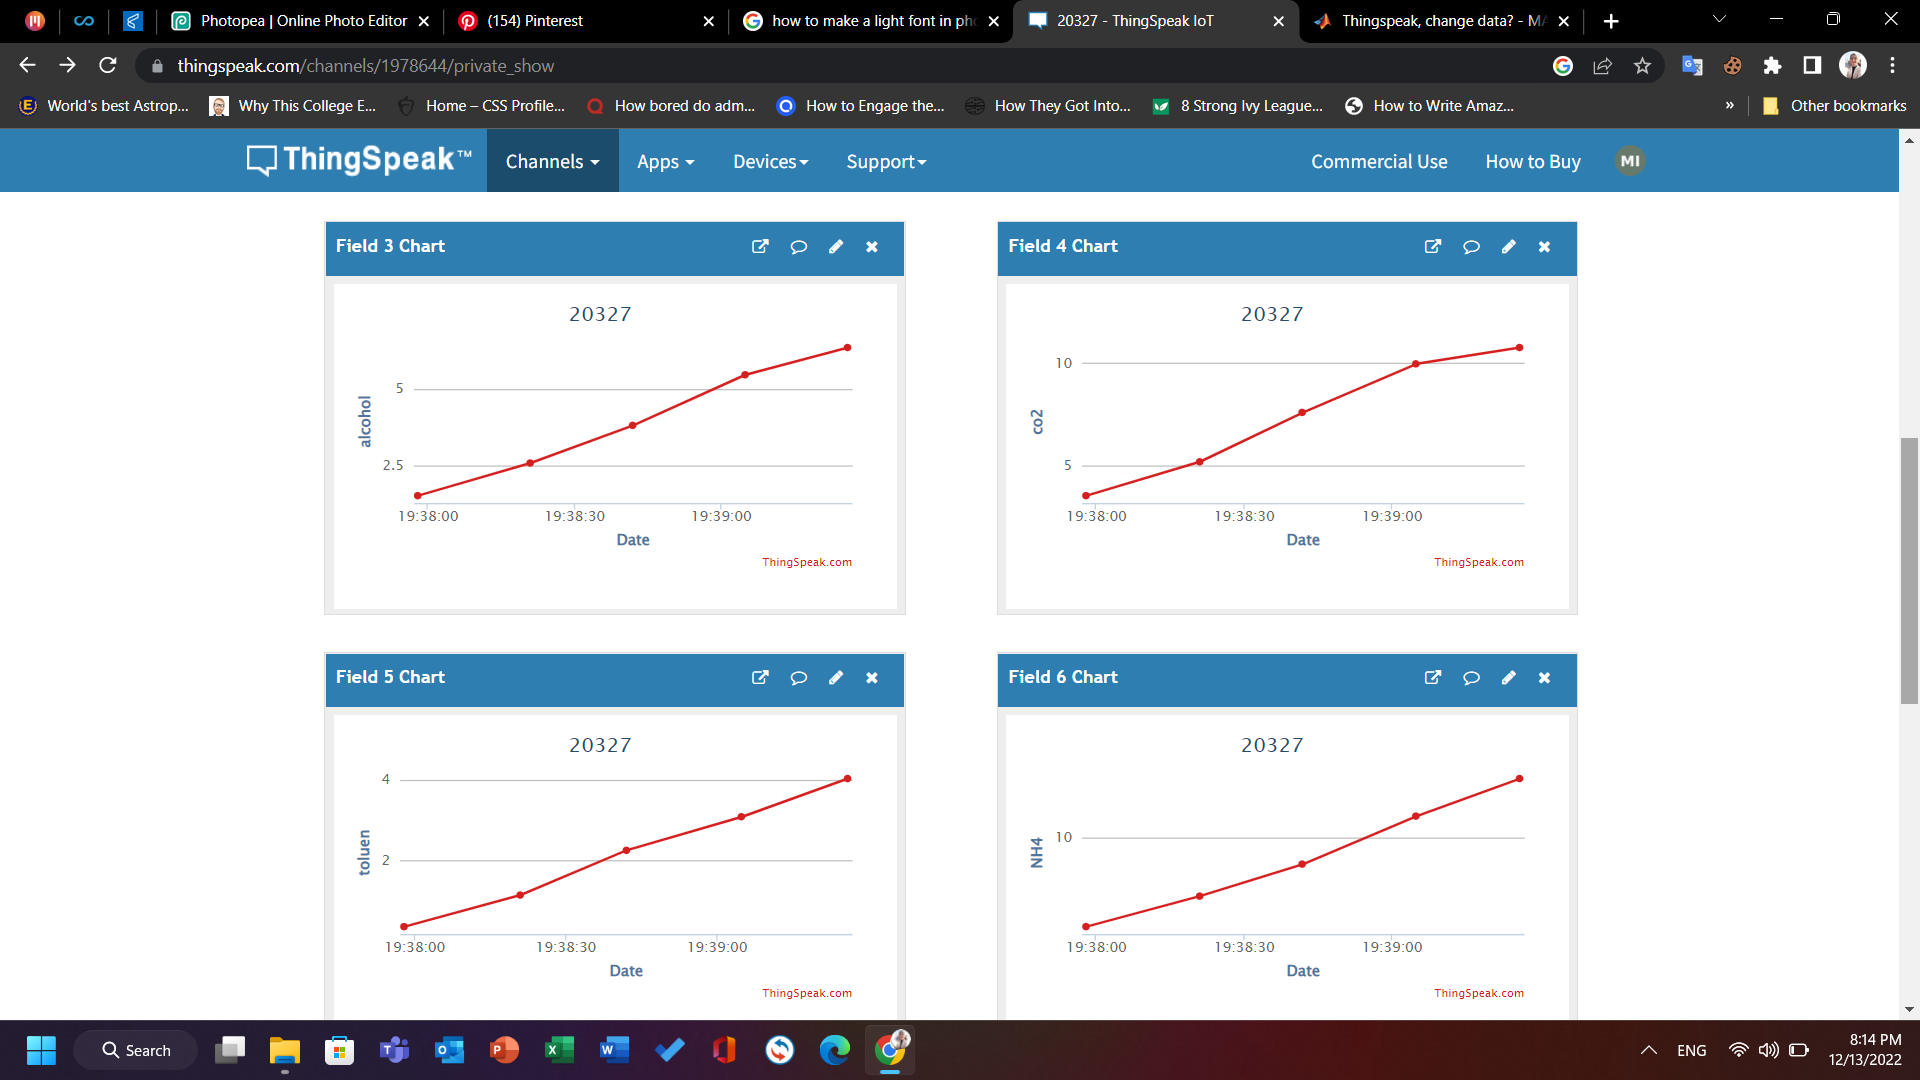 Photopea | Online Photo Editor
(154) Pinterest
how to make a light font in pho
20327 - ThingSpeak IoT
Thingspeak, change data? - MA
thingspeak.com/channels/1978644/private_show
World's best Astrop...
Why This College E...
Home – CSS Profile...
How bored do adm...
How to Engage the...
How They Got Into...
8 Strong Ivy League...
How to Write Amaz...
»
Other bookmarks
ThingSpeak™
Channels
Apps
Devices
Support
Commercial Use
How to Buy
MI
Field 3 Chart
20327
alcohol
5
2.5
19:38:00 19:38:30 19:39:00
Date
ThingSpeak.com
Field 4 Chart
20327
co2
10
5
19:38:00 19:38:30 19:39:00
Date
ThingSpeak.com
Field 5 Chart
20327
toluen
4
2
19:38:00 19:38:30 19:39:00
Date
ThingSpeak.com
Field 6 Chart
20327
NH4
10
19:38:00 19:38:30 19:39:00
Date
ThingSpeak.com
Search
ENG
8:14 PM
12/13/2022